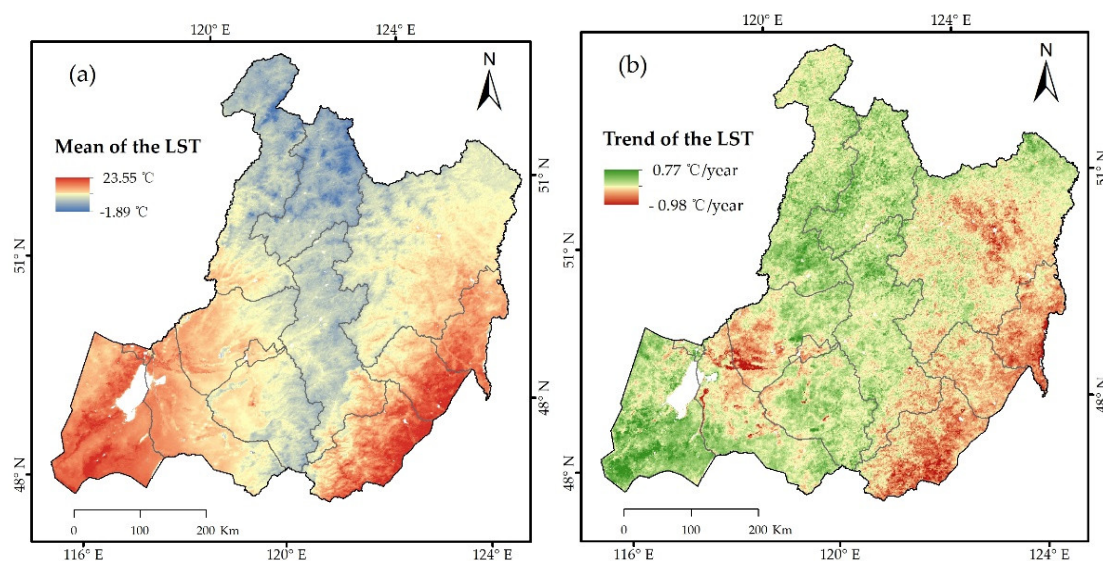 120° E 124° E
(a)
N
Mean of the LST
23.55 ℃
-1.89 ℃
51° N
51° N
48° N
48° N
0 100 200 Km
116° E 120° E 124° E
120° E 124° E
(b)
N
Trend of the LST
0.77 ℃/year
- 0.98 ℃/year
51° N
51° N
48° N
48° N
0 100 200 Km
116° E 120° E 124° E